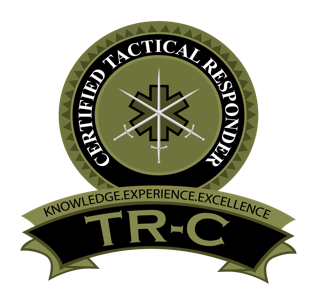 CERTIFIED TACTICAL RESPONDER
KNOWLEDGE.EXPERIENCE.EXCELLENCE
TR-C